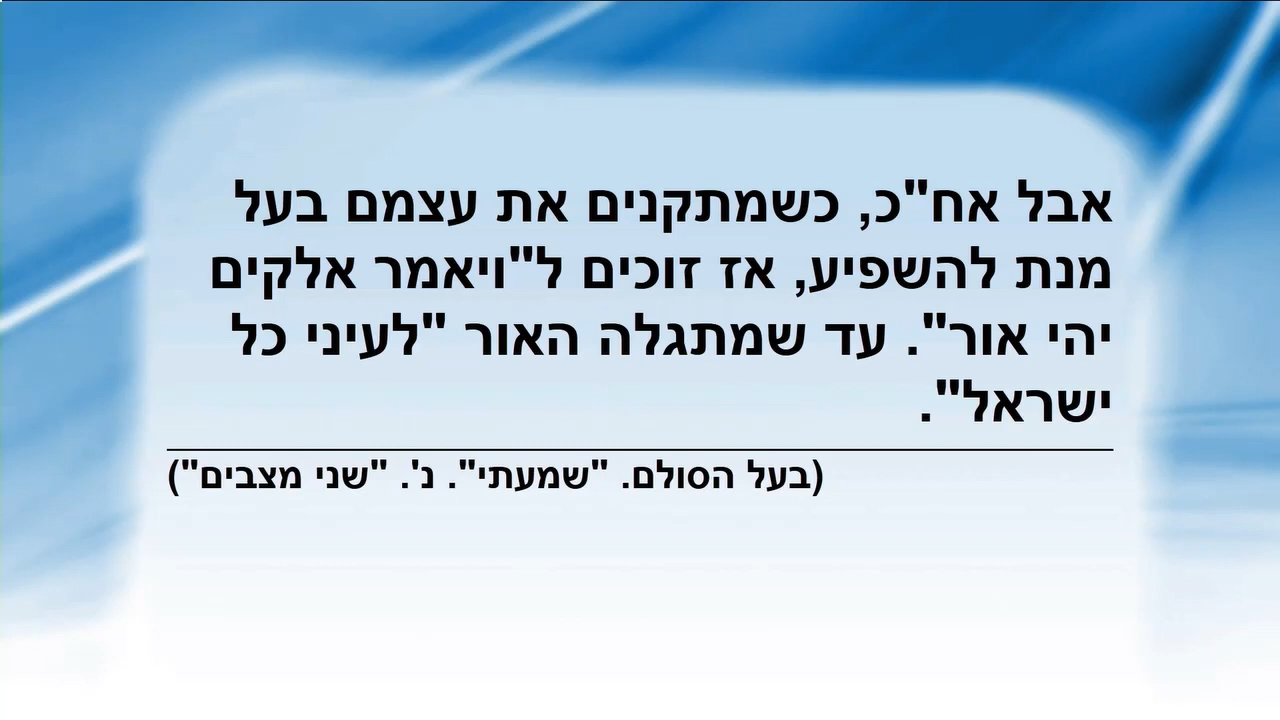 אבל אח"כ, כשמתקנים את עצמם בעל
מנת להשפיע, אז זוכים ל"ויאמר אלקים
יהי אור". עד שמתגלה האור "לעיני כל
ישראל".
(בעל הסולם. "שמעתי". נ'. "שני מצבים")